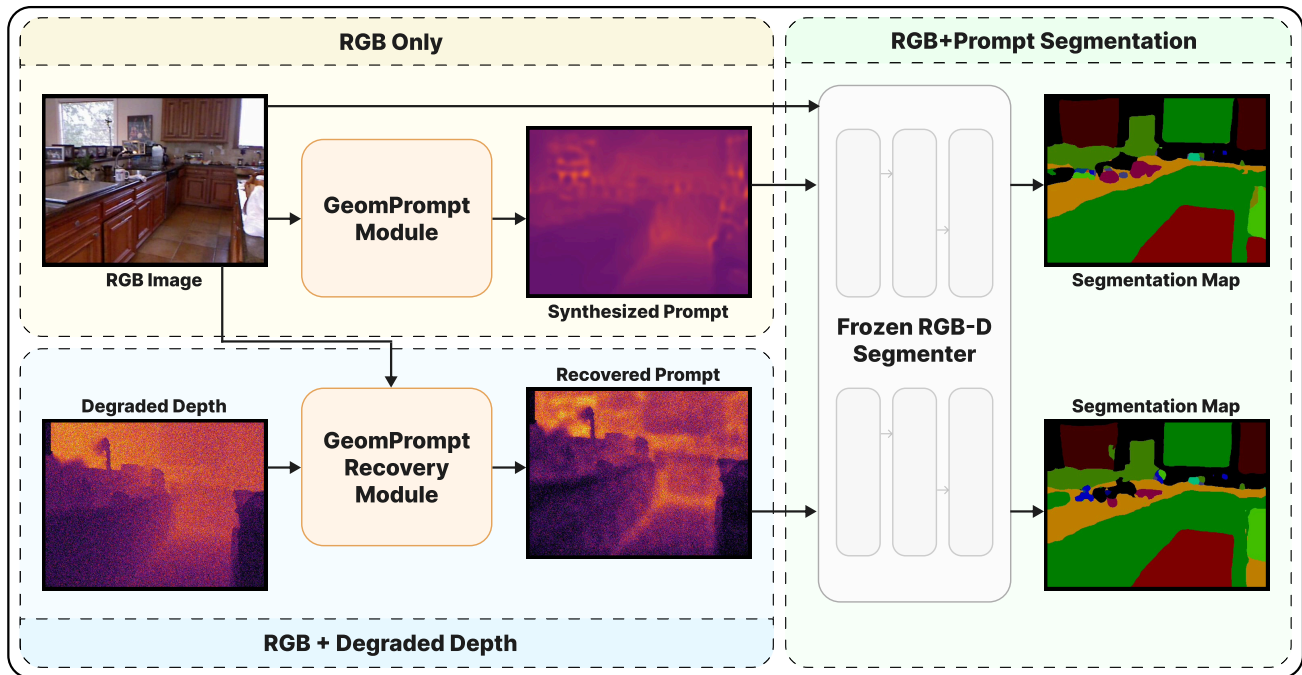 RGB Only
RGB+Prompt Segmentation
RGB Image
GeomPrompt
Module
Synthesized Prompt
Segmentation Map
Frozen RGB-D
Segmenter
Degraded Depth
GeomPrompt
Recovery
Module
Recovered Prompt
Segmentation Map
RGB + Degraded Depth